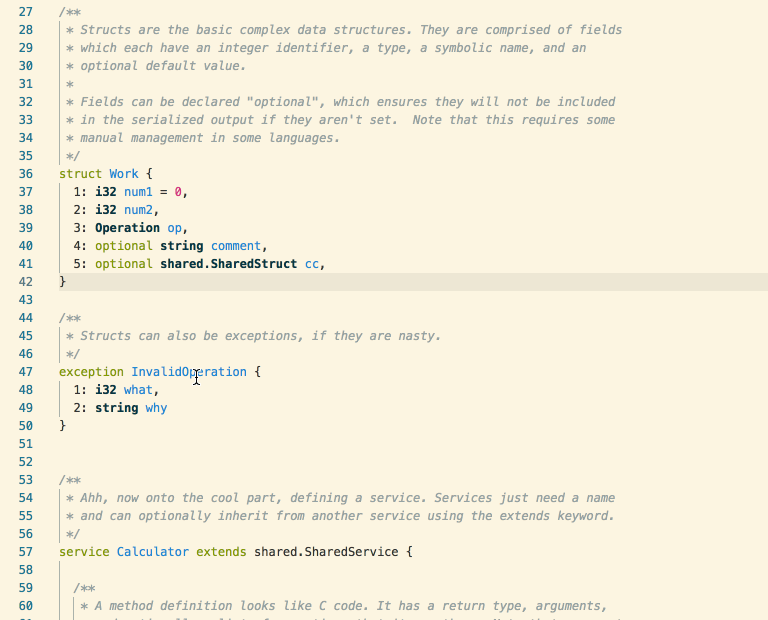 27 /**
28 * Structs are the basic complex data structures. They are comprised of fields
29 * which each have an integer identifier, a type, a symbolic name, and an
30 * optional default value.
31 *
32 * Fields can be declared "optional", which ensures they will not be included
33 * in the serialized output if they aren't set.  Note that this requires some
34 * manual management in some languages.
35 */
36 struct Work {
37 1: i32 num1 = 0,
38 2: i32 num2,
39 3: Operation op,
40 4: optional string comment,
41 5: optional shared.SharedStruct cc,
42 }
43
44 /**
45 * Structs can also be exceptions, if they are nasty.
46 */
47 exception InvalidOperation {
48 1: i32 what,
49 2: string why
50 }
51
52
53 /**
54 * Ahh, now onto the cool part, defining a service. Services just need a name
55 * and can optionally inherit from another service using the extends keyword.
56 */
57 service Calculator extends shared.SharedService {
58
59 /**
60 * A method definition looks like C code. It has a return type, arguments,